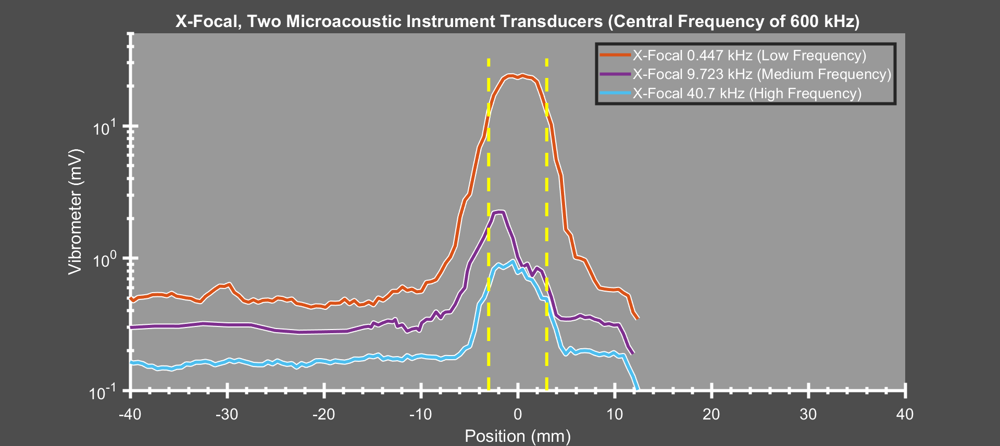 X-Focal, Two Microacoustic Instrument Transducers (Central Frequency of 600 kHz)
X-Focal 0.447 kHz (Low Frequency)
X-Focal 9.723 kHz (Medium Frequency)
X-Focal 40.7 kHz (High Frequency)
Vibrometer (mV)
10^1
10^0
10^-1
-40 -30 -20 -10 0 10 20 30 40
Position (mm)